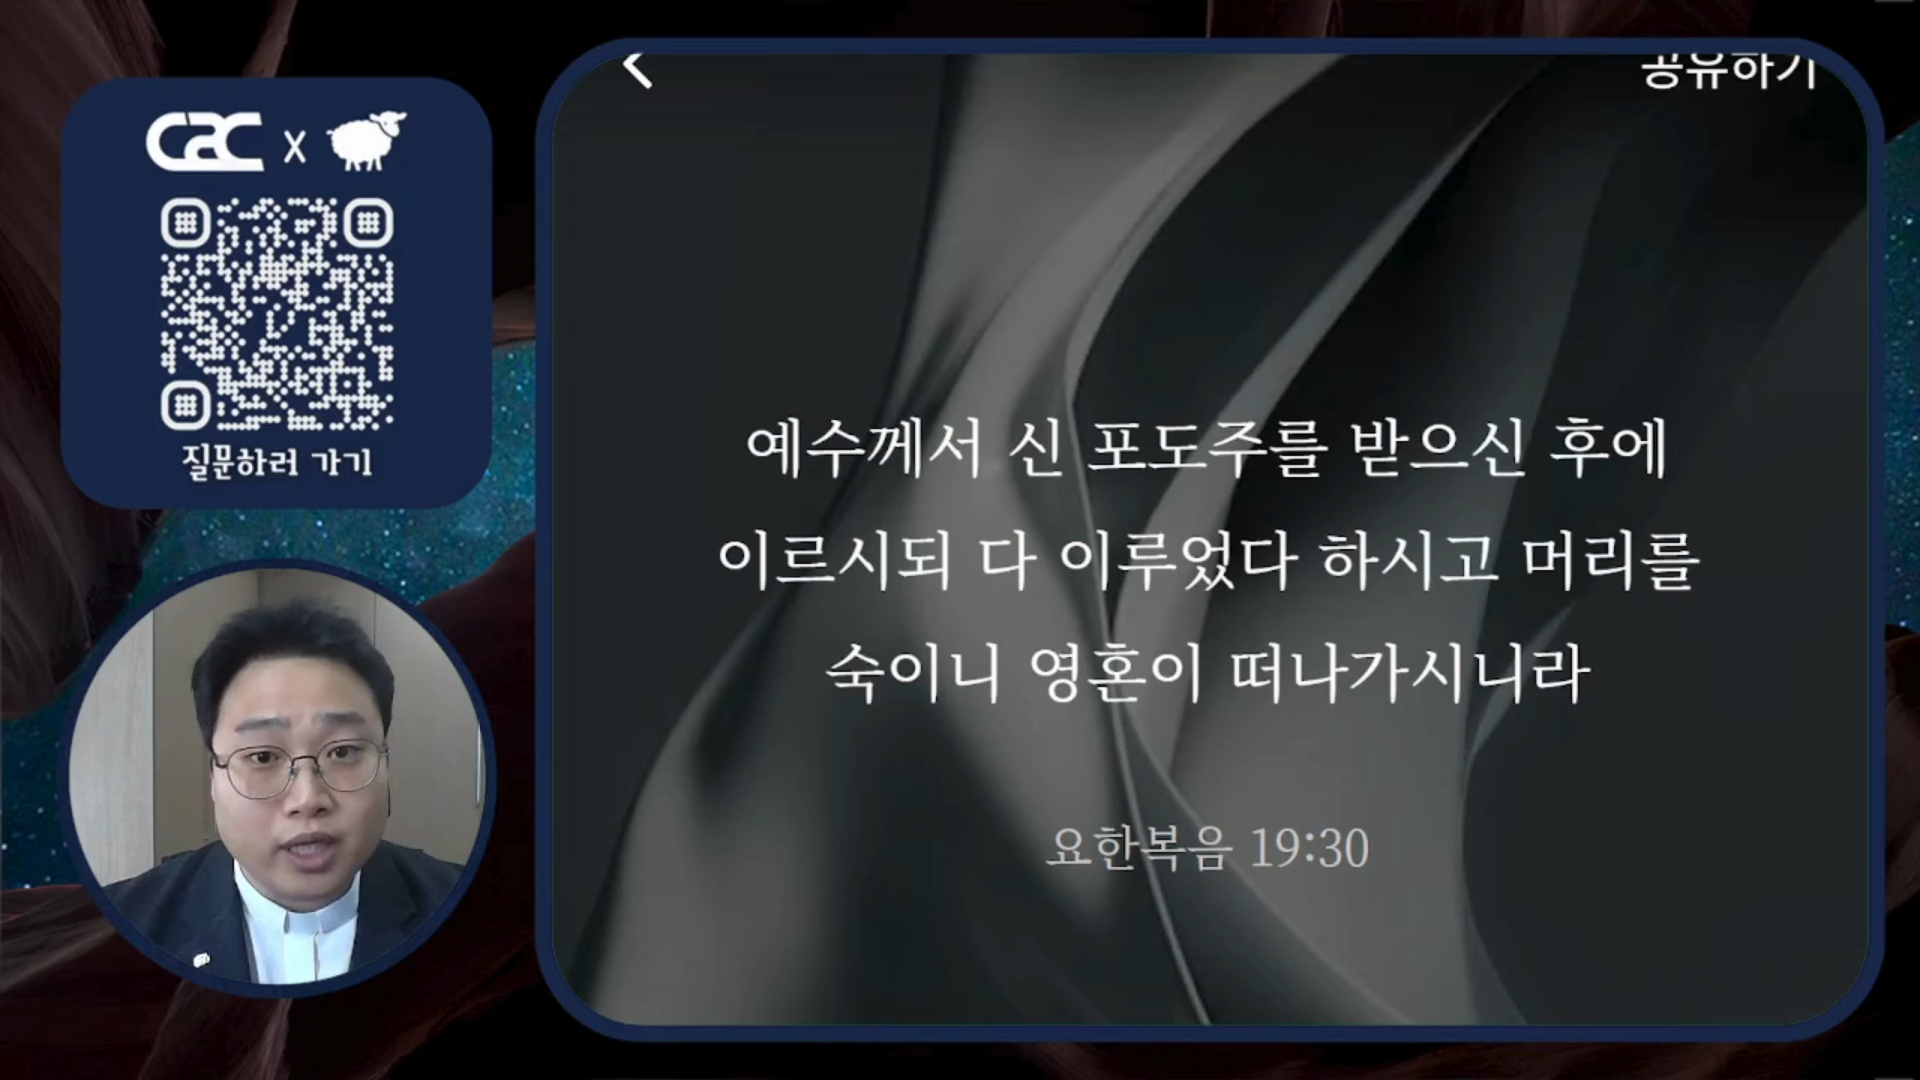 CAC X
질문하러 가기
공유하기
예수께서 신 포도주를 받으신 후에
이르시되 다 이루었다 하시고 머리를
숙이니 영혼이 떠나가시니라
요한복음 19:30